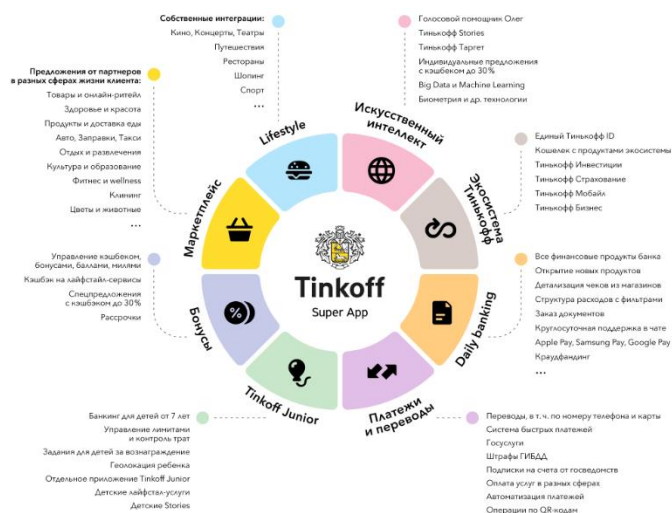 Собственные интеграции:
Кино, Концерты, Театры
Путешествия
Рестораны
Шопинг
Спорт
...
Голосовой помощник Олег
Тинькофф Stories
Тинькофф Таргет
Индивидуальные предложения
с кэшбеком до 30%
Big Data и Machine Learning
Биометрия и др. технологии
Предложения от партнеров
в разных сферах жизни клиента:
Товары и онлайн-ритейл
Здоровье и красота
Продукты и доставка еды
Авто, Заправки, Такси
Отдых и развлечения
Культура и образование
Фитнес и wellness
Клининг
Цветы и животные
...
Единый Тинькофф ID
Кошелек с продуктами экосистемы
Тинькофф Инвестиции
Тинькофф Страхование
Тинькофф Мобайл
Тинькофф Бизнес
Lifestyle
Искусственный
интеллект
Маркетплейс
Экосистема
Тинькофф
Tinkoff
Super App
Бонусы
Daily banking
Tinkoff Junior
Платежи
и переводы
Управление кэшбеком,
бонусами, баллами, милями
Кэшбэк на лайфстайл-сервисы
Спецпредложения
с кэшбэком до 30%
Рассрочки
Все финансовые продукты банка
Открытие новых продуктов
Детализация чеков из магазинов
Структура расходов с фильтрами
Заказ документов
Круглосуточная поддержка в чате
Apple Pay, Samsung Pay, Google Pay
Краудфандинг
...
Банкинг для детей от 7 лет
Управление лимитами
и контроль трат
Задания для детей за вознаграждение
Геолокация ребенка
Отдельное приложение Tinkoff Junior
Детские лайфстал-услуги
Детские Stories
Переводы, в т. ч. по номеру телефона и карты
Система быстрых платежей
Госуслуги
Штрафы ГИБДД
Подписки на счета от госведомств
Оплата услуг в разных сферах
Автоматизация платежей
Операции по QR-кодам